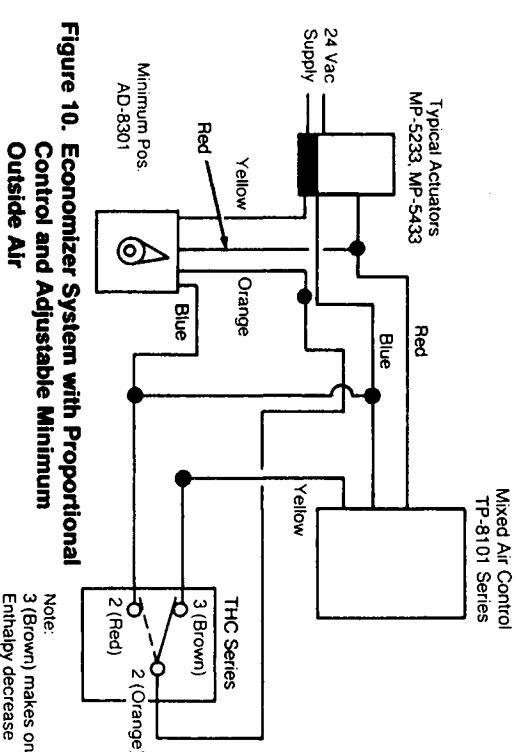 Typical Actuators
MP-5233, MP-5433
24 Vac
Supply
Minimum Pos.
AD-8301
Red
Yellow
Orange
Blue
Red
Blue
Yellow
Mixed Air Control
TP-8101 Series
THC Series
3 (Brown)
2 (Red)
2 (Orange)
Note:
3 (Brown) makes on
Enthalpy decrease
Figure 10. Economizer System with Proportional
Control and Adjustable Minimum
Outside Air